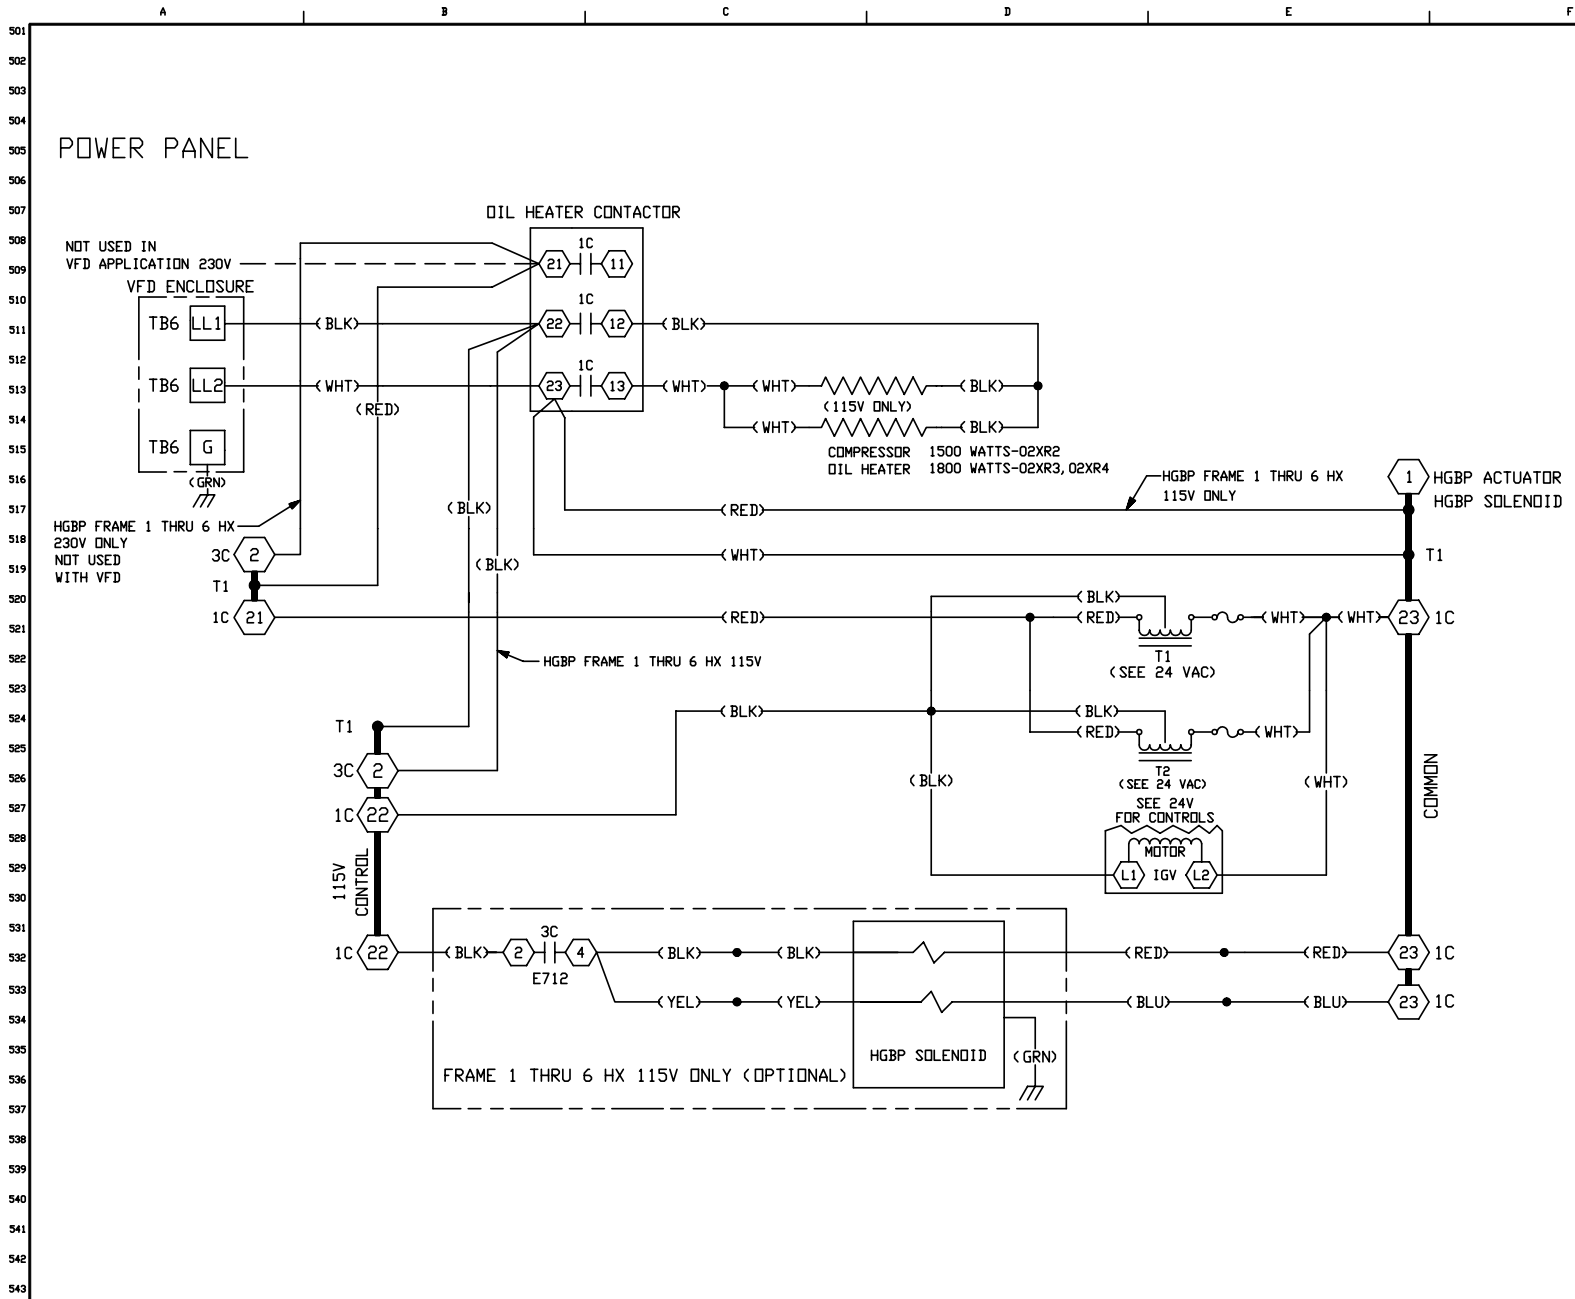 A B C D E F
501
502
503
504
505
506
507
508
509
510
511
512
513
514
515
516
517
518
519
520
521
522
523
524
525
526
527
528
529
530
531
532
533
534
535
536
537
538
539
540
541
542
543
POWER PANEL
OIL HEATER CONTACTOR
NOT USED IN
VFD APPLICATION 230V
1C
21 11
VFD ENCLOSURE
1C
TB6 LL1 (BLK) 22 12 (BLK)
1C
TB6 LL2 (WHT) 23 13 (WHT) (WHT) (BLK)
(RED)
(115V ONLY)
(WHT) (BLK)
TB6 G
(GRN)
COMPRESSOR 1500 WATTS-02XR2
OIL HEATER 1800 WATTS-02XR3,02XR4
HGBP FRAME 1 THRU 6 HX
115V ONLY
1 HGBP ACTUATOR
HGBP SOLENOID
(BLK)
(RED)
HGBP FRAME 1 THRU 6 HX
230V ONLY
NOT USED
WITH VFD
3C 2
(WHT)
T1
(BLK)
T1
1C 21
(RED)
(BLK)
(RED) (WHT) (WHT) 23 1C
T1
(SEE 24 VAC)
HGBP FRAME 1 THRU 6 HX 115V
T1
(BLK) (BLK)
(RED) (WHT)
T2
(SEE 24 VAC)
3C 2
(BLK)
(WHT)
COMMON
1C 22
SEE 24V
FOR CONTROLS
MOTOR
L1 IGV L2
115V
CONTROL
1C 22 (BLK) 2 3C 4 (BLK) (BLK) (RED) (RED) 23 1C
E712
(YEL) (YEL) (BLU) (BLU) 23 1C
HGBP SOLENOID (GRN)
FRAME 1 THRU 6 HX 115V ONLY (OPTIONAL)